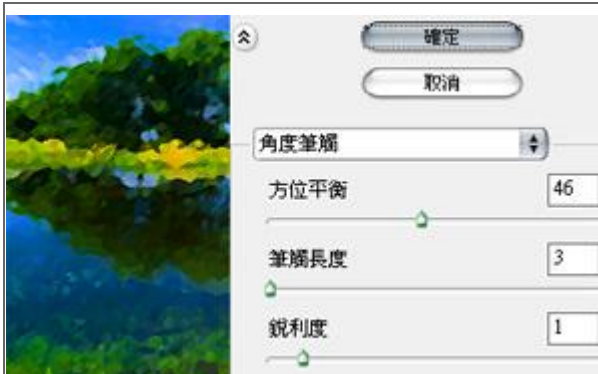 確定
取消
角度筆觸
方位平衡 46
筆觸長度 3
銳利度 1